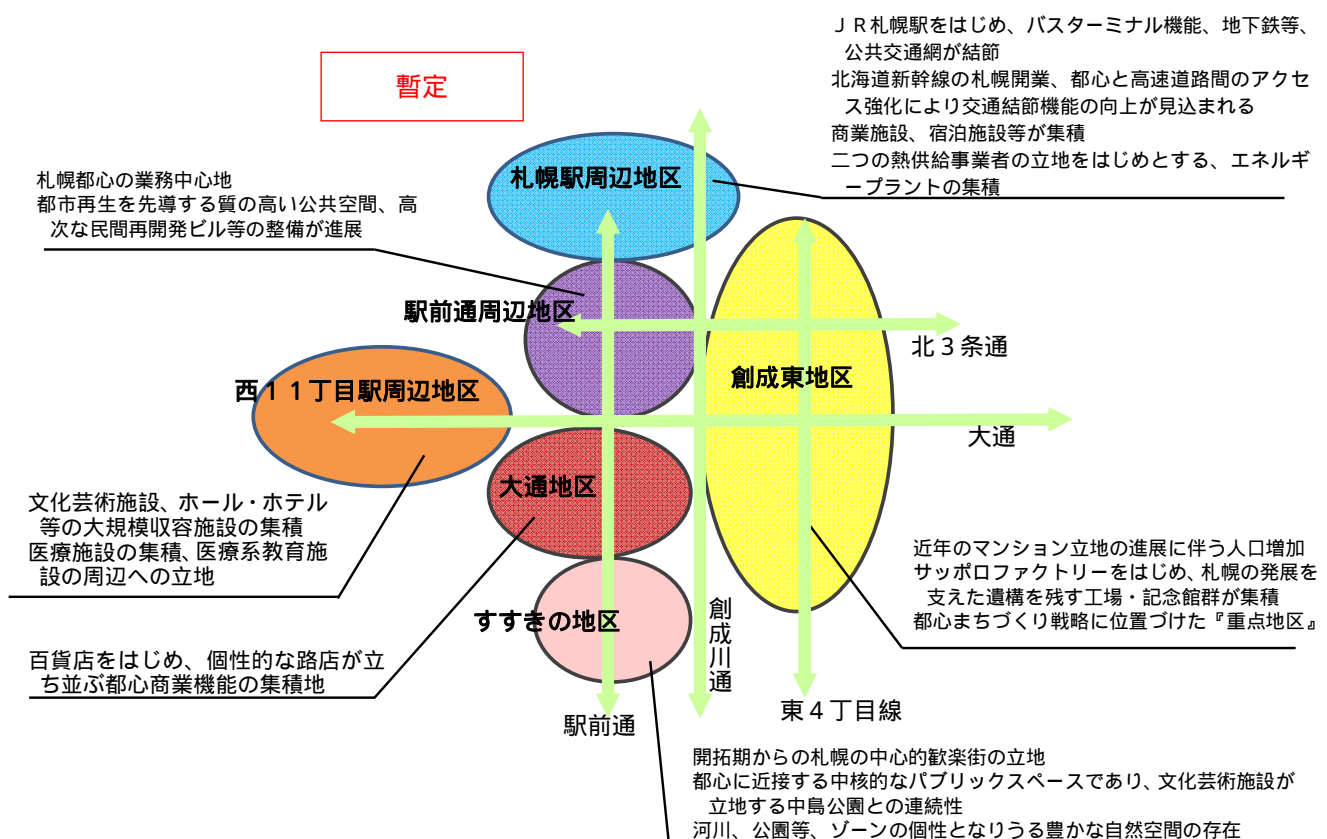 ＪＲ札幌駅をはじめ、バスターミナル機能、地下鉄等、
公共交通網が結節
北海道新幹線の札幌開業、都心と高速道路間のアクセ
ス強化により交通結節機能の向上が見込まれる
商業施設、宿泊施設等が集積
二つの熱供給事業者の立地をはじめとする、エネルギ
ープラントの集積
暫定
札幌都心の業務中心地
都市再生を先導する質の高い公共空間、高
次な民間再開発ビル等の整備が進展
札幌駅周辺地区
駅前通周辺地区
北３条通
西１１丁目駅周辺地区
創成東地区
大通
大通地区
文化芸術施設、ホール・ホテル
等の大規模収容施設の集積
医療施設の集積、医療系教育施
設の周辺への立地
近年のマンション立地の進展に伴う人口増加
サッポロファクトリーをはじめ、札幌の発展を
支えた遺構を残す工場・記念館群が集積
都心まちづくり戦略に位置づけた『重点地区』
すすきの地区
創成川通
百貨店をはじめ、個性的な路店が立
ち並ぶ都心商業機能の集積地
駅前通
東４丁目線
開拓期からの札幌の中心的歓楽街の立地
都心に近接する中核的なパブリックスペースであり、文化芸術施設が
立地する中島公園との連続性
河川、公園等、ゾーンの個性となりうる豊かな自然空間の存在